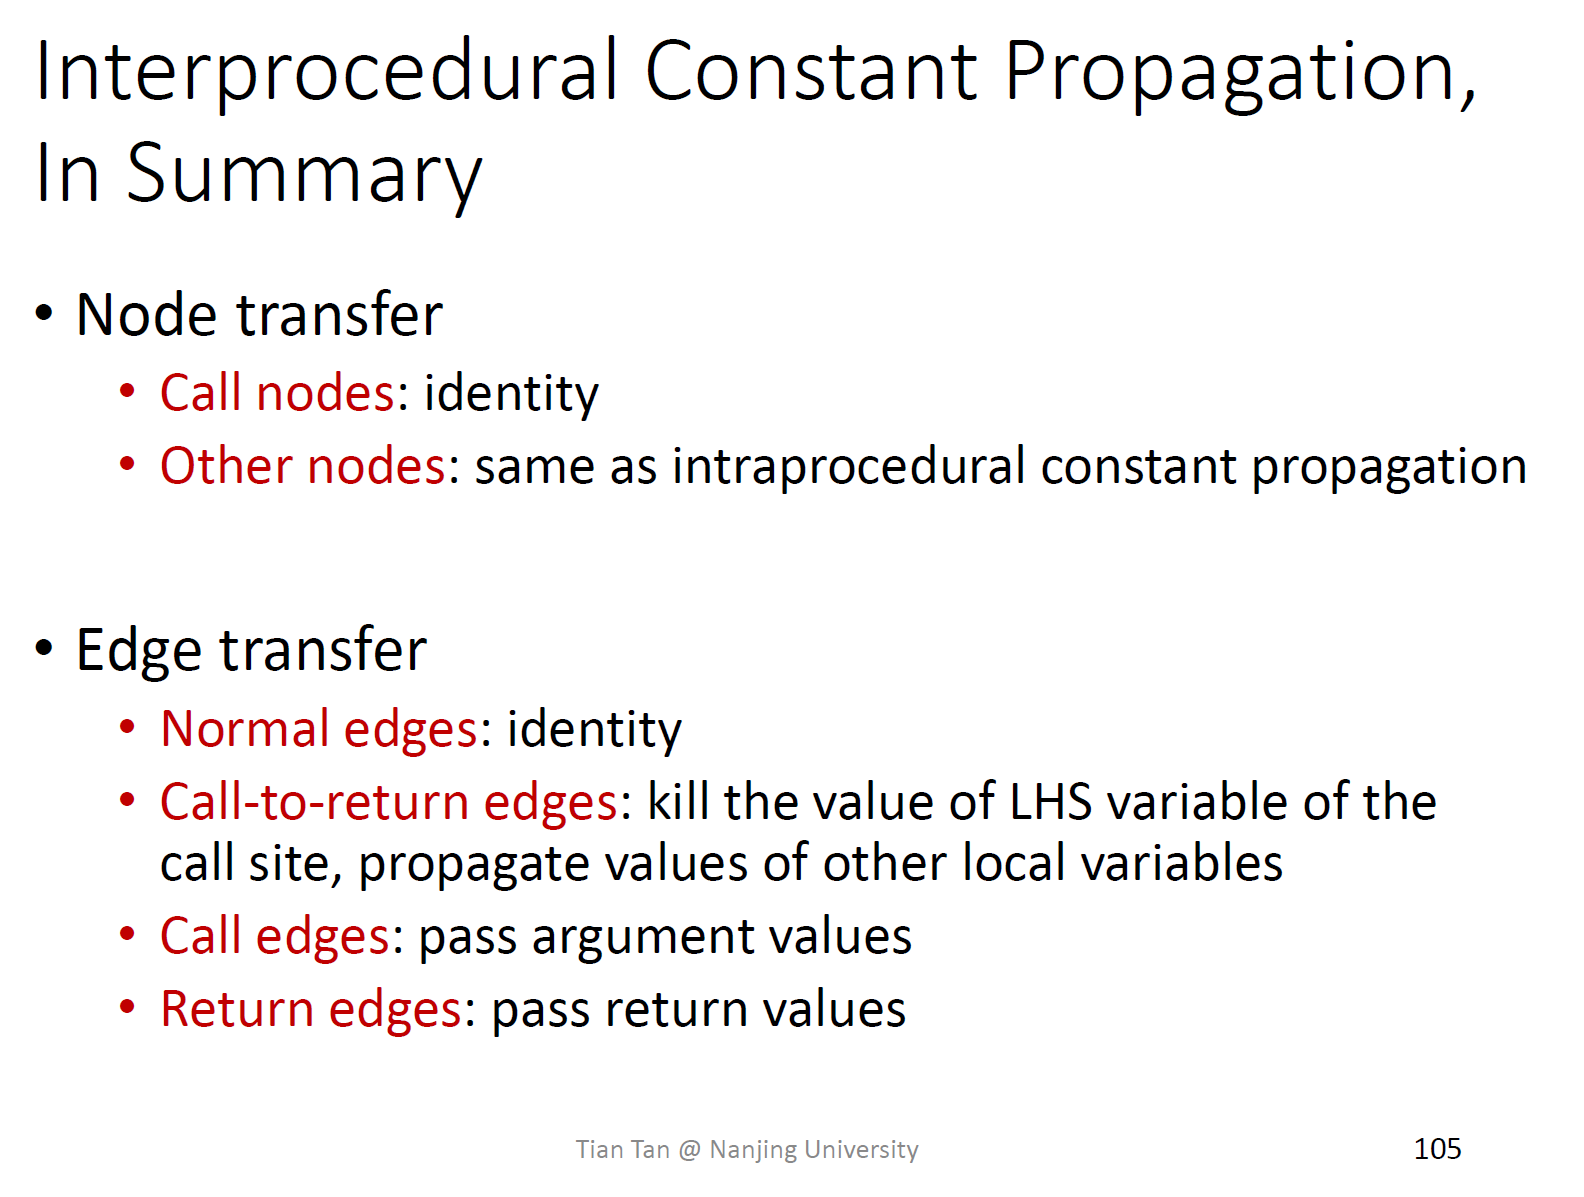 Interprocedural Constant Propagation,
In Summary
• Node transfer
• Call nodes: identity
• Other nodes: same as intraprocedural constant propagation
• Edge transfer
• Normal edges: identity
• Call-to-return edges: kill the value of LHS variable of the
call site, propagate values of other local variables
• Call edges: pass argument values
• Return edges: pass return values
Tian Tan @ Nanjing University
105